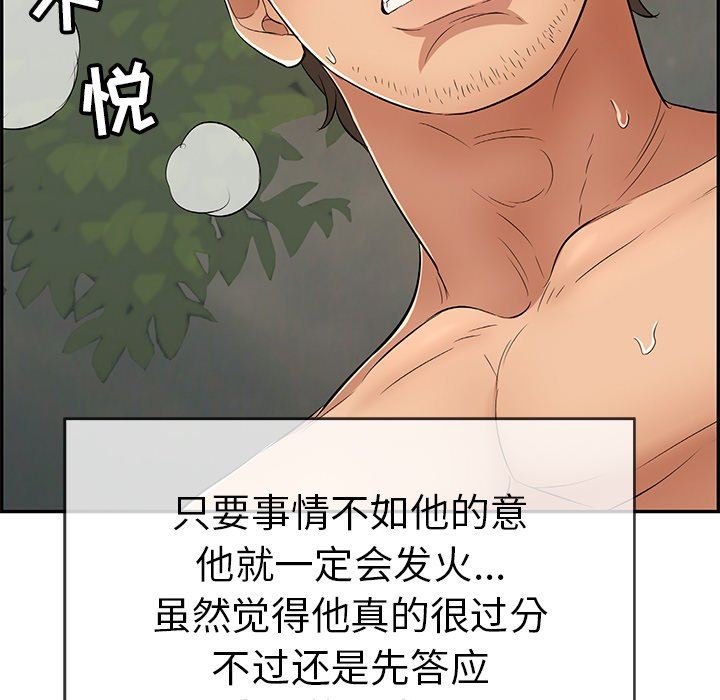 悦
只要事情不如他的意
他就一定会发火...
虽然觉得他真的很过分
不过还是先答应